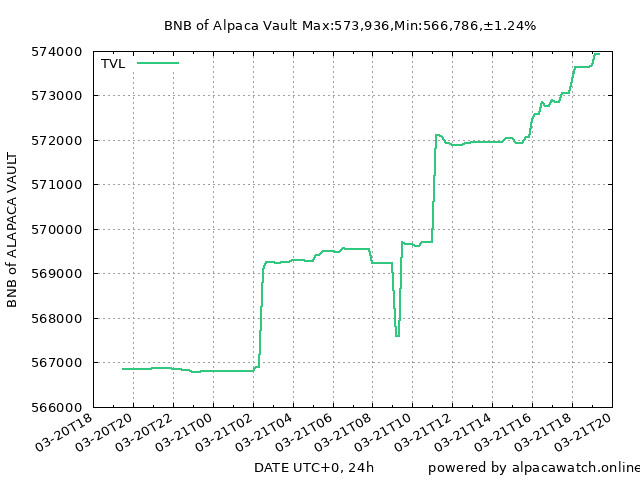 BNB of Alpaca Vault Max:573,936,Min:566,786,±1.24%
TVL
BNB of ALAPACA VAULT
574000
573000
572000
571000
570000
569000
568000
567000
566000
03-20T18
03-20T20
03-20T22
03-21T00
03-21T02
03-21T04
03-21T06
03-21T08
03-21T10
03-21T12
03-21T14
03-21T16
03-21T18
03-21T20
DATE UTC+0, 24h
powered by alpacawatch.online